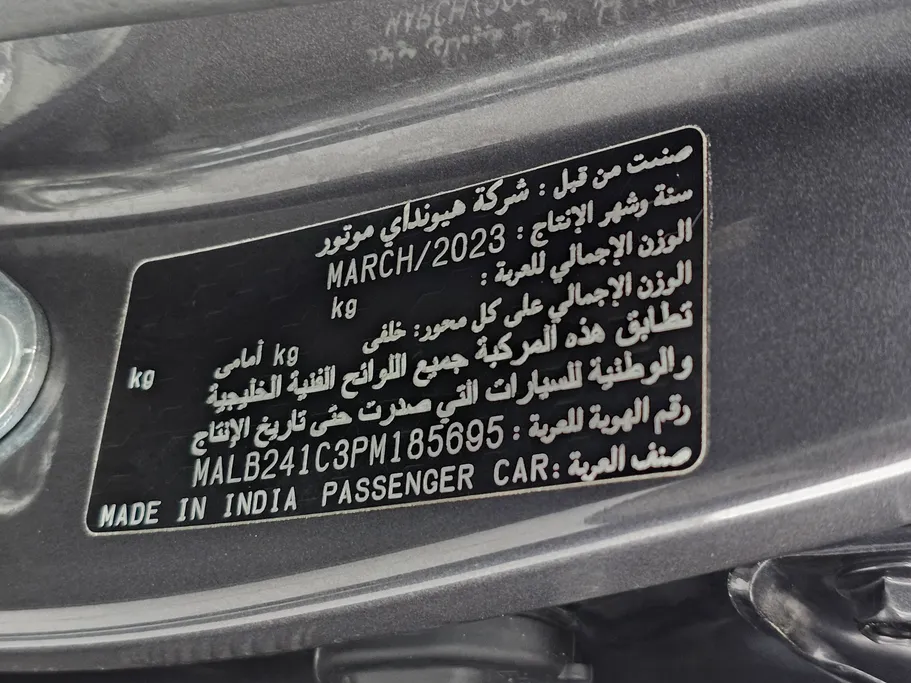 صنعت من قبل : شركة هيونداي موتور
سنة وشهر الإنتاج : MARCH/2023
الوزن الإجمالي للعربة : kg
الوزن الإجمالي على كل محور: خلفى kg أمامى kg
تطابق هذه المركبة جميع اللوائح الفنية الخليجية
والوطنية للسيارات التي صدرت حتى تاريخ الإنتاج
رقم الهوية للعربة : MALB241C3PM185695
صنف العربة : PASSENGER CAR MADE IN INDIA